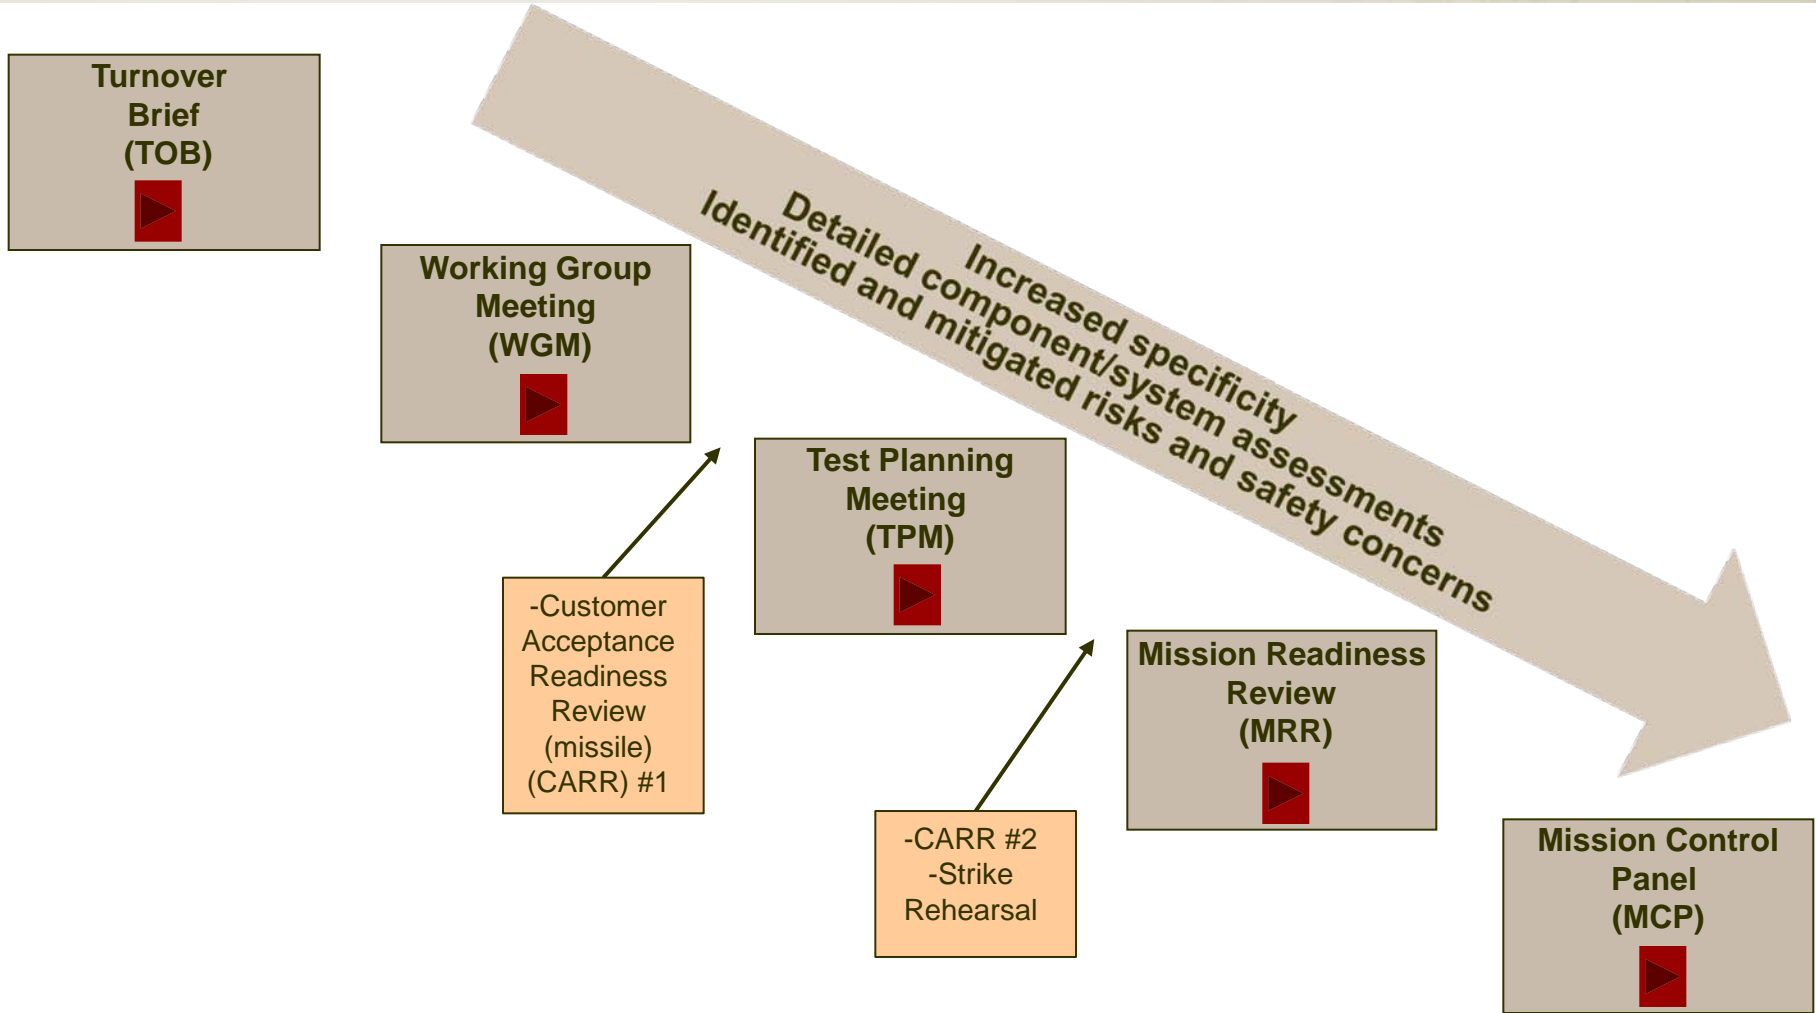 Turnover
Brief
(TOB)
Increased specificity
Detailed component/system assessments
Identified and mitigated risks and safety concerns
Working Group
Meeting
(WGM)
Test Planning
Meeting
(TPM)
-Customer
Acceptance
Readiness
Review
(missile)
(CARR) #1
Mission Readiness
Review
(MRR)
-CARR #2
-Strike
Rehearsal
Mission Control
Panel
(MCP)